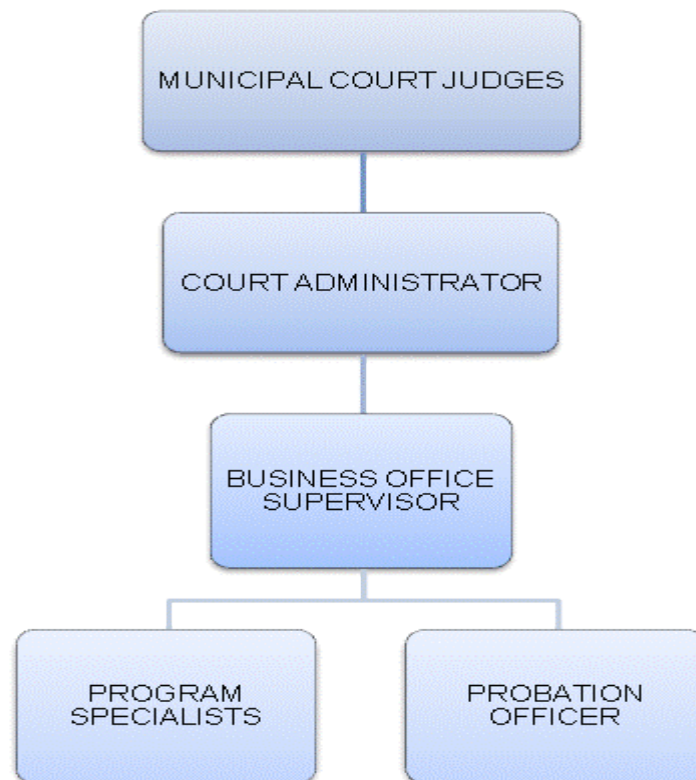 MUNICIPAL COURT JUDGES
COURT ADMINISTRATOR
BUSINESS OFFICE
SUPERVISOR
PROGRAM
SPECIALISTS
PROBATION
OFFICER